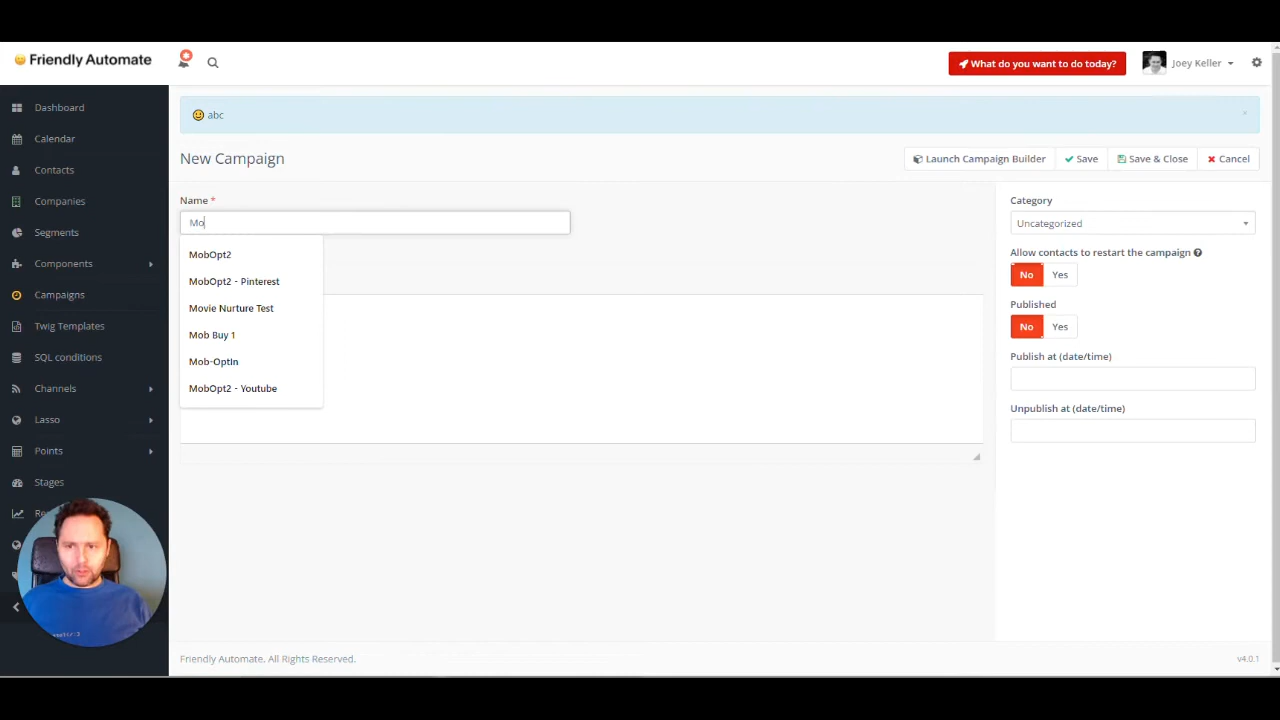 Friendly Automate
What do you want to do today?
Joey Keller
Dashboard
Calendar
Contacts
Companies
Segments
Components
Campaigns
Twig Templates
SQL conditions
Channels
Lasso
Points
Stages
abc
×
New Campaign
Launch Campaign Builder
Save
Save & Close
Cancel
Name *
Mo
MobOpt2
MobOpt2 - Pinterest
Movie Nurture Test
Mob Buy 1
Mob-OptIn
MobOpt2 - Youtube
Category
Uncategorized
Allow contacts to restart the campaign
No Yes
Published
No Yes
Publish at (date/time)
Unpublish at (date/time)
Friendly Automate. All Rights Reserved.
v4.0.1